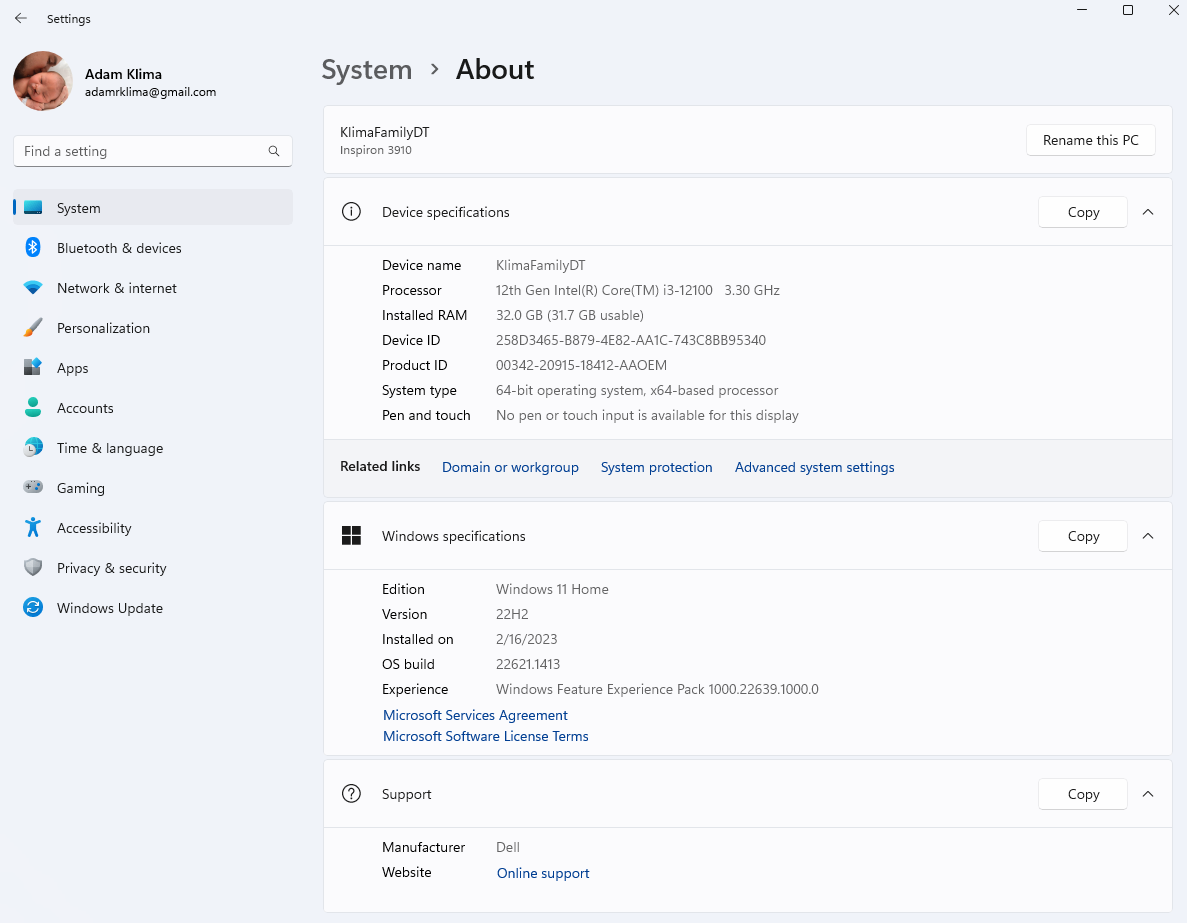 Settings
Adam Klima
adamrklima@gmail.com
Find a setting
System
Bluetooth & devices
Network & internet
Personalization
Apps
Accounts
Time & language
Gaming
Accessibility
Privacy & security
Windows Update
System > About
KlimaFamilyDT
Inspiron 3910
Rename this PC
Device specifications
Copy
Device name KlimaFamilyDT
Processor 12th Gen Intel(R) Core(TM) i3-12100 3.30 GHz
Installed RAM 32.0 GB (31.7 GB usable)
Device ID 258D3465-B879-4E82-AA1C-743C8BB95340
Product ID 00342-20915-18412-AAOEM
System type 64-bit operating system, x64-based processor
Pen and touch No pen or touch input is available for this display
Related links Domain or workgroup System protection Advanced system settings
Windows specifications
Copy
Edition Windows 11 Home
Version 22H2
Installed on 2/16/2023
OS build 22621.1413
Experience Windows Feature Experience Pack 1000.22639.1000.0
Microsoft Services Agreement
Microsoft Software License Terms
Support
Copy
Manufacturer Dell
Website Online support